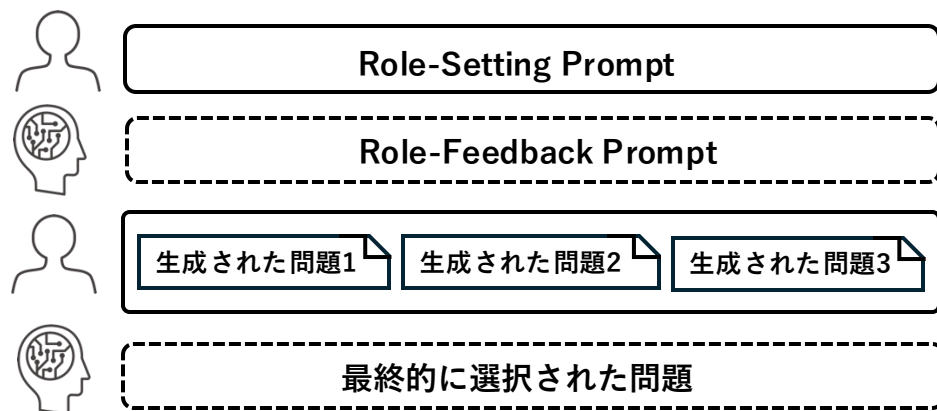 Role-Setting Prompt
Role-Feedback Prompt
生成された問題1
生成された問題2
生成された問題3
最終的に選択された問題